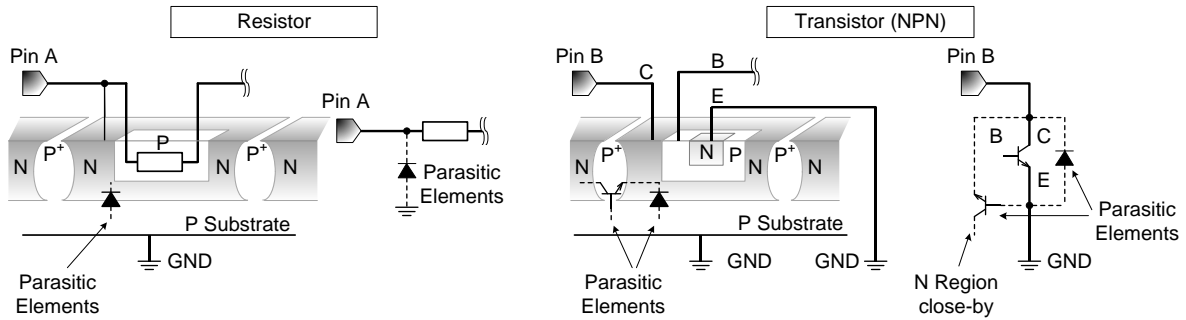 Resistor
Transistor (NPN)
Pin A
Pin B
Pin B
C
B
E
Pin A
N
P+
N
P
N
P+
N
Parasitic
Elements
P Substrate
GND
Parasitic
Elements
N
P+
N
N
P
N
P+
N
P Substrate
GND
GND
Parasitic
Elements
B
C
E
Parasitic
Elements
GND
N Region
close-by